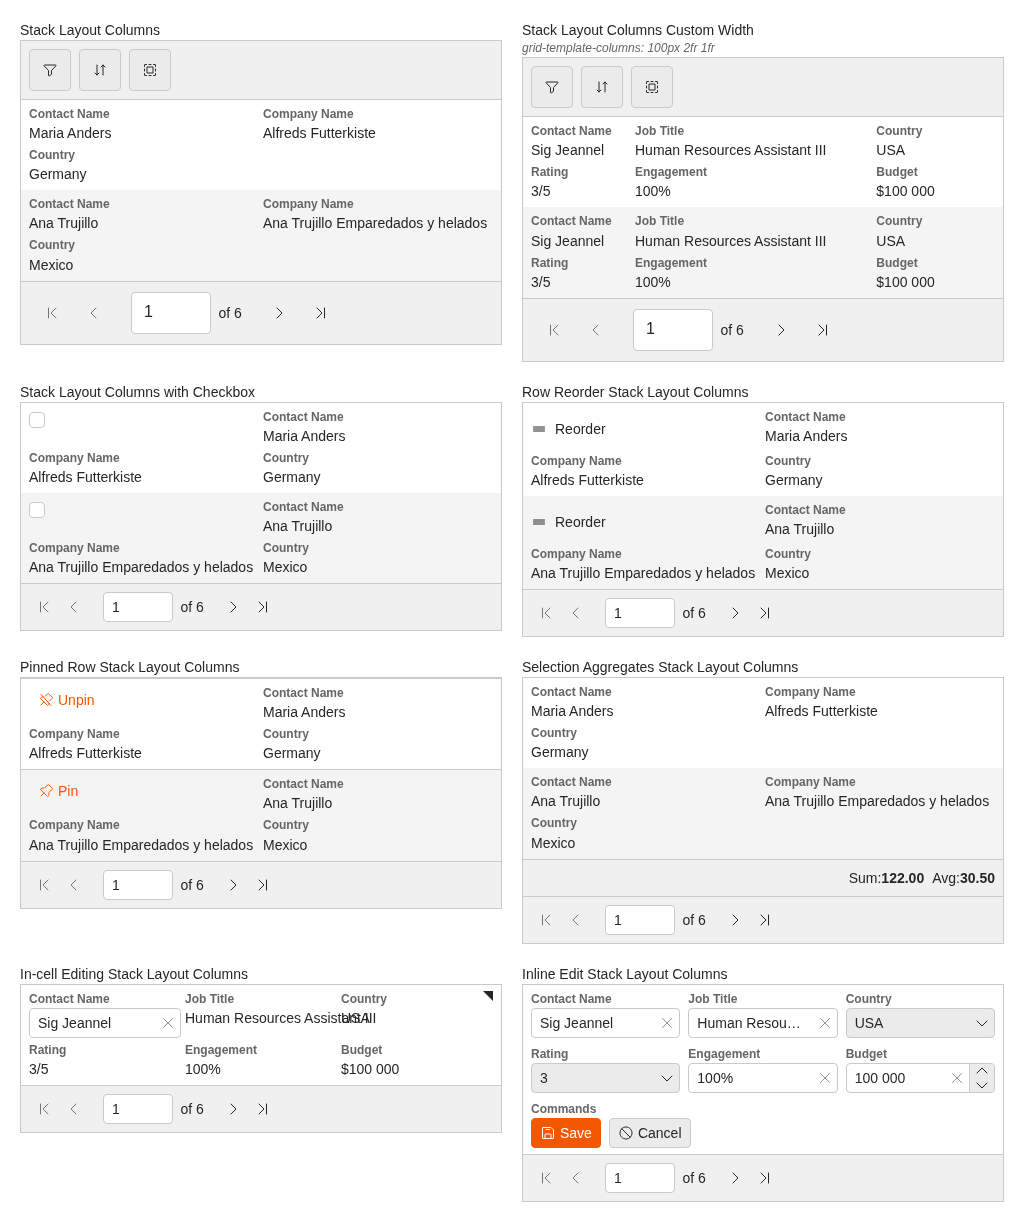 Stack Layout Columns
Contact Name Company Name
Maria Anders Alfreds Futterkiste
Country
Germany
Contact Name Company Name
Ana Trujillo Ana Trujillo Emparedados y helados
Country
Mexico
1 of 6
Stack Layout Columns Custom Width
grid-template-columns: 100px 2fr 1fr
Contact Name Job Title Country
Sig Jeannel Human Resources Assistant III USA
Rating Engagement Budget
3/5 100% $100 000
Contact Name Job Title Country
Sig Jeannel Human Resources Assistant III USA
Rating Engagement Budget
3/5 100% $100 000
1 of 6
Stack Layout Columns with Checkbox
Contact Name
Maria Anders
Company Name Country
Alfreds Futterkiste Germany
Contact Name
Ana Trujillo
Company Name Country
Ana Trujillo Emparedados y helados Mexico
1 of 6
Row Reorder Stack Layout Columns
Contact Name
Reorder Maria Anders
Company Name Country
Alfreds Futterkiste Germany
Contact Name
Reorder Ana Trujillo
Company Name Country
Ana Trujillo Emparedados y helados Mexico
1 of 6
Pinned Row Stack Layout Columns
Contact Name
Unpin Maria Anders
Company Name Country
Alfreds Futterkiste Germany
Contact Name
Pin Ana Trujillo
Company Name Country
Ana Trujillo Emparedados y helados Mexico
1 of 6
Selection Aggregates Stack Layout Columns
Contact Name Company Name
Maria Anders Alfreds Futterkiste
Country
Germany
Contact Name Company Name
Ana Trujillo Ana Trujillo Emparedados y helados
Country
Mexico
Sum:122.00 Avg:30.50
1 of 6
In-cell Editing Stack Layout Columns
Contact Name Job Title Country
Sig Jeannel Human Resources Assistant III USA
Rating Engagement Budget
3/5 100% $100 000
1 of 6
Inline Edit Stack Layout Columns
Contact Name Job Title Country
Sig Jeannel Human Resou… USA
Rating Engagement Budget
3 100% 100 000
Commands
Save Cancel
1 of 6